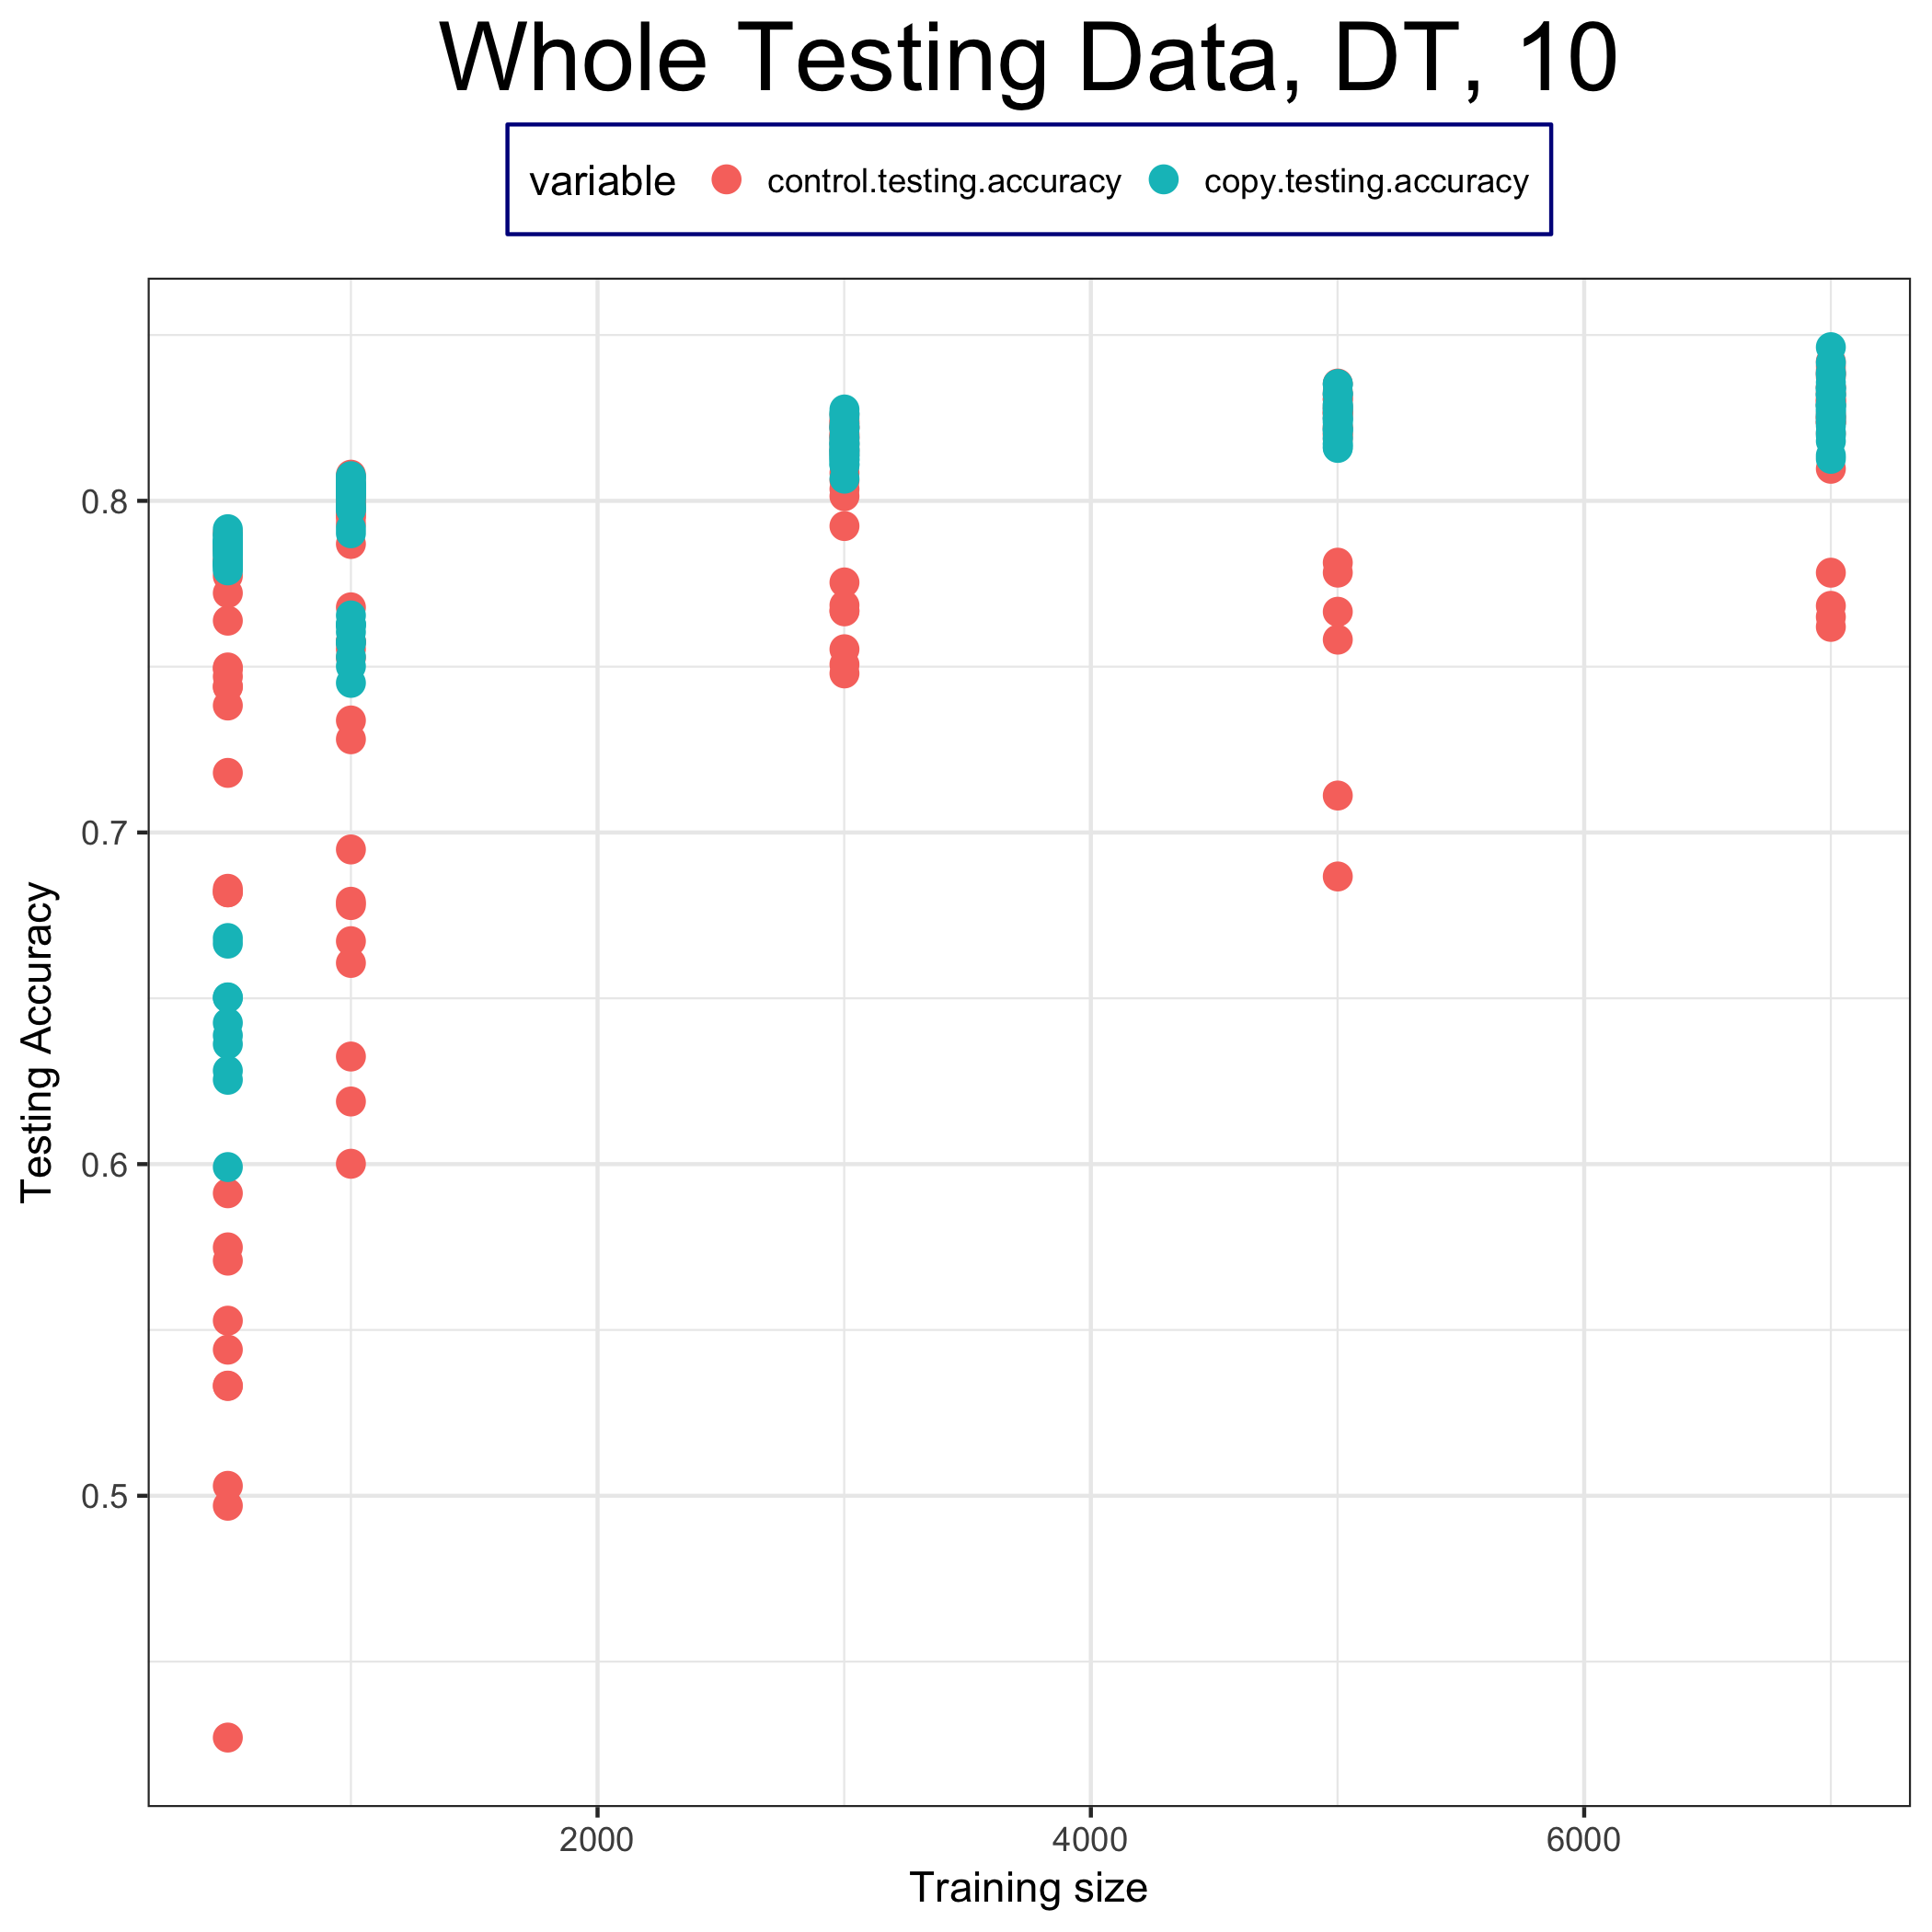 Whole Testing Data, DT, 10
variable control.testing.accuracy copy.testing.accuracy
0.8
0.7
0.6
0.5
Testing Accuracy
2000 4000 6000
Training size